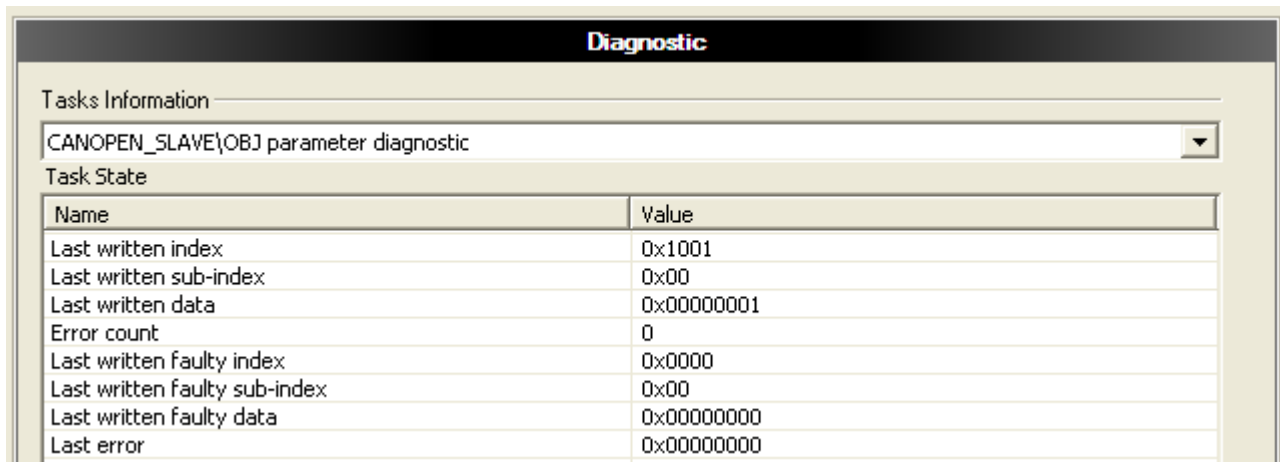 Diagnostic
Tasks Information
CANOPEN_SLAVE\OBJ parameter diagnostic
Task State
Name Value
Last written index 0x1001
Last written sub-index 0x00
Last written data 0x00000001
Error count 0
Last written faulty index 0x0000
Last written faulty sub-index 0x00
Last written faulty data 0x00000000
Last error 0x00000000